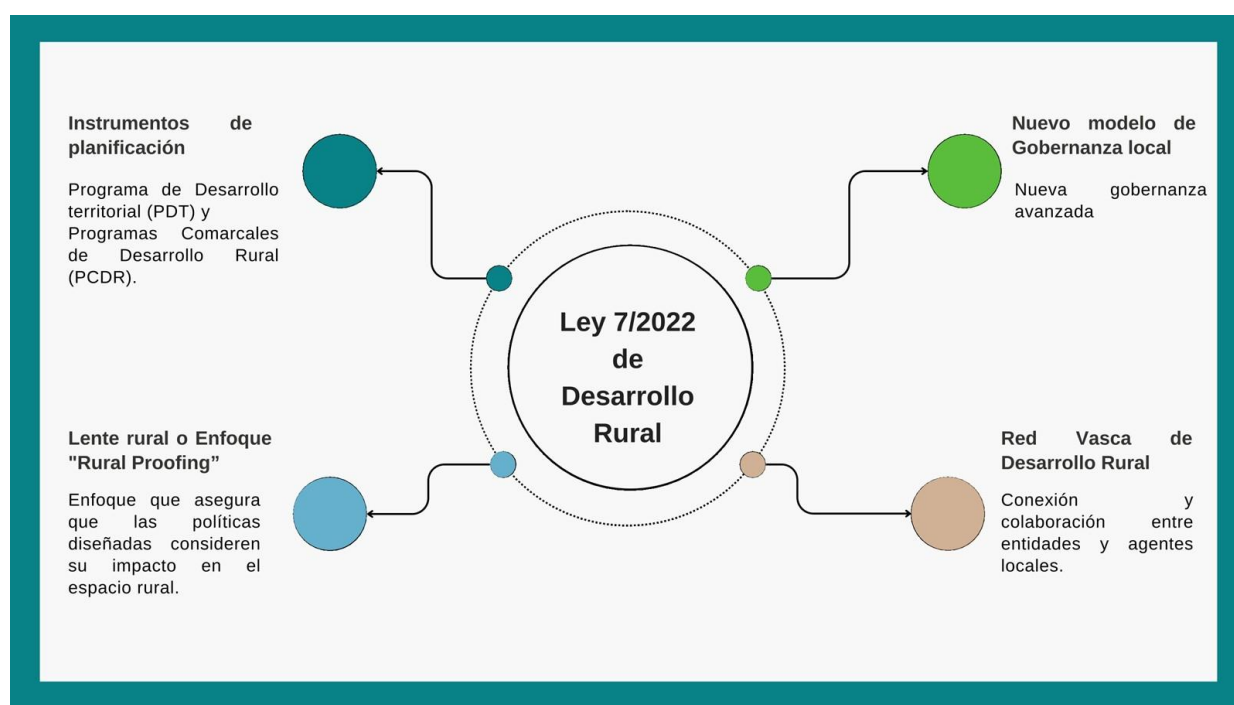 Instrumentos de
planificación
Programa de Desarrollo
territorial (PDT) y
Programas Comarcales
de Desarrollo Rural
(PCDR).
Nuevo modelo de
Gobernanza local
Nueva gobernanza
avanzada
Ley 7/2022
de
Desarrollo
Rural
Lente rural o Enfoque
"Rural Proofing”
Enfoque que asegura
que las políticas
diseñadas consideren
su impacto en el
espacio rural.
Red Vasca de
Desarrollo Rural
Conexión y
colaboración entre
entidades y agentes
locales.